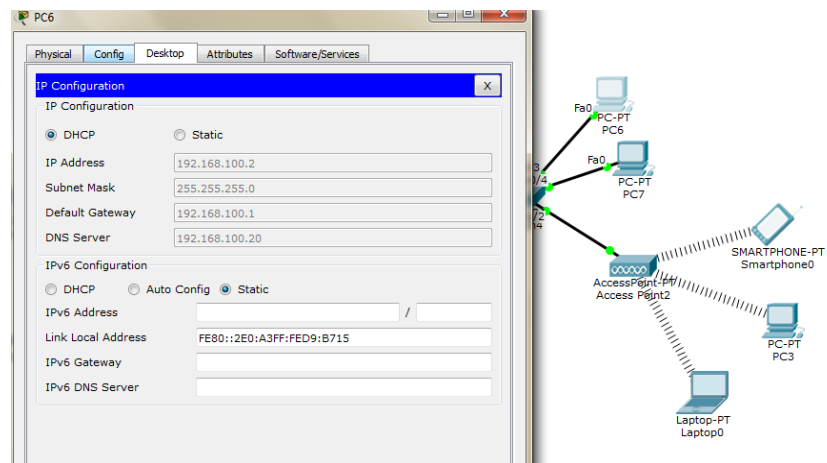 PC6
Physical Config Desktop Attributes Software/Services
IP Configuration X
IP Configuration
DHCP Static
IP Address 192.168.100.2
Subnet Mask 255.255.255.0
Default Gateway 192.168.100.1
DNS Server 192.168.100.20
IPv6 Configuration
DHCP Auto Config Static
IPv6 Address /
Link Local Address FE80::2E0:A3FF:FED9:B715
IPv6 Gateway
IPv6 DNS Server
Fa0
PC-PT
PC6
Fa0
PC-PT
PC7
SMARTPHONE-PT
Smartphone0
AccessPoint-PT
Access Point2
PC-PT
PC3
Laptop-PT
Laptop0